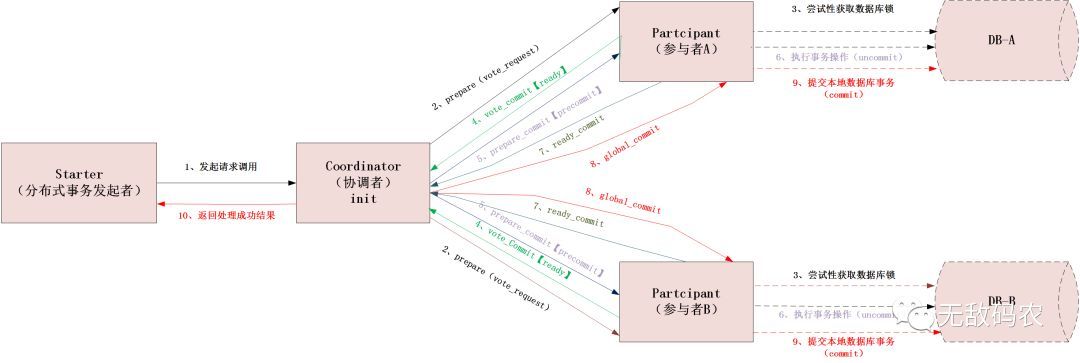 Starter
(分布式事务发起者)
1、发起请求调用
10、返回处理成功结果
Coordinator
(协调者)
init
2、prepare (vote_request)
4、vote_commit【ready】
5、prepare_commit【precommit】
7、ready_commit
8、global_commit
8、global_commit
7、ready_commit
5、prepare_commit【precommit】
4、vote_Commit【ready】
2、prepare (vote_request)
Partcipant
(参与者A)
3、尝试性获取数据库锁
6、执行事务操作 (uncommit)
9、提交本地数据库事务
(commit)
DB-A
Partcipant
(参与者B)
3、尝试性获取数据库锁
6、执行事务操作 (uncommit
9、提交本地数据库事务
(commit)
DB-B
无敌码农